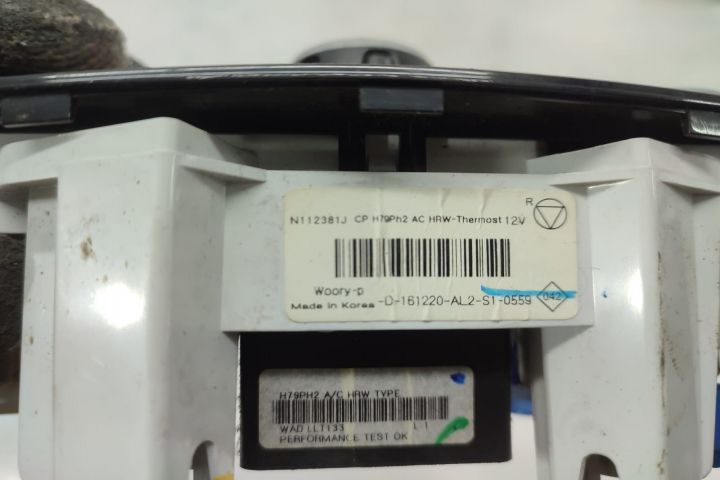 N112381J CP H79Ph2 AC HRW-Thermost 12V R
Woory-p
Made in Korea -D-161220-AL2-S1-0559 042
H79PH2 A/C HRW TYPE
WAD LLT133 L1
PERFORMANCE TEST OK